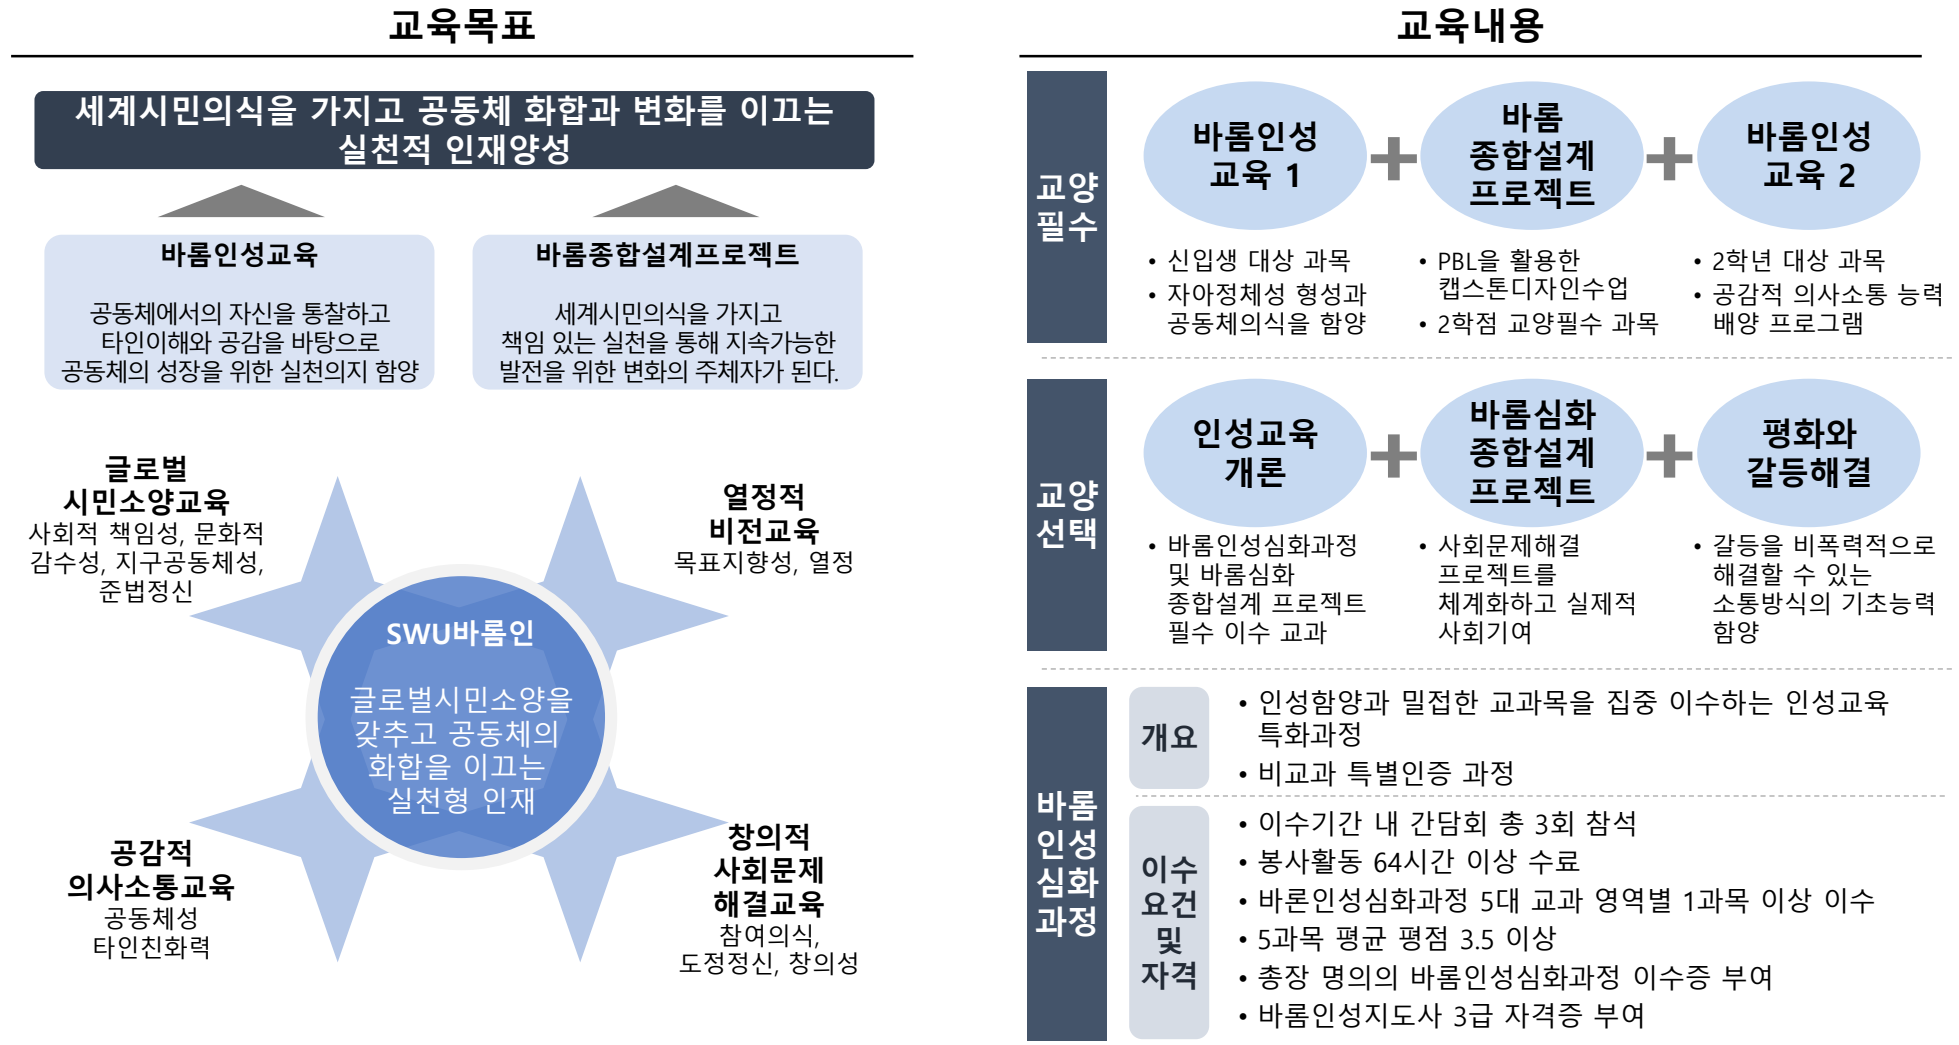 교육목표
세계시민의식을 가지고 공동체 화합과 변화를 이끄는
실천적 인재양성
바롬인성교육
공동체에서의 자신을 통찰하고
타인이해와 공감을 바탕으로
공동체의 성장을 위한 실천의지 함양
바롬종합설계프로젝트
세계시민의식을 가지고
책임 있는 실천을 통해 지속가능한
발전을 위한 변화의 주체자가 된다.
글로벌
시민소양교육
사회적 책임성, 문화적
감수성, 지구공동체성,
준법정신
열정적
비전교육
목표지향성, 열정
SWU바롬인
글로벌시민소양을
갖추고 공동체의
화합을 이끄는
실천형 인재
공감적
의사소통교육
공동체성
타인친화력
창의적
사회문제
해결교육
참여의식,
도정정신, 창의성
교육내용
교양
필수
바롬인성
교육 1
• 신입생 대상 과목
• 자아정체성 형성과
공동체의식을 함양
바롬
종합설계
프로젝트
• PBL을 활용한
캡스톤디자인수업
• 2학점 교양필수 과목
바롬인성
교육 2
• 2학년 대상 과목
• 공감적 의사소통 능력
배양 프로그램
교양
선택
인성교육
개론
• 바롬인성심화과정
및 바롬심화
종합설계 프로젝트
필수 이수 교과
바롬심화
종합설계
프로젝트
• 사회문제해결
프로젝트를
체계화하고 실제적
사회기여
평화와
갈등해결
• 갈등을 비폭력적으로
해결할 수 있는
소통방식의 기초능력
함양
바롬
인성
심화
과정
개요
• 인성함양과 밀접한 교과목을 집중 이수하는 인성교육
특화과정
• 비교과 특별인증 과정
이수
요건
및
자격
• 이수기간 내 간담회 총 3회 참석
• 봉사활동 64시간 이상 수료
• 바론인성심화과정 5대 교과 영역별 1과목 이상 이수
• 5과목 평균 평점 3.5 이상
• 총장 명의의 바롬인성심화과정 이수증 부여
• 바롬인성지도사 3급 자격증 부여